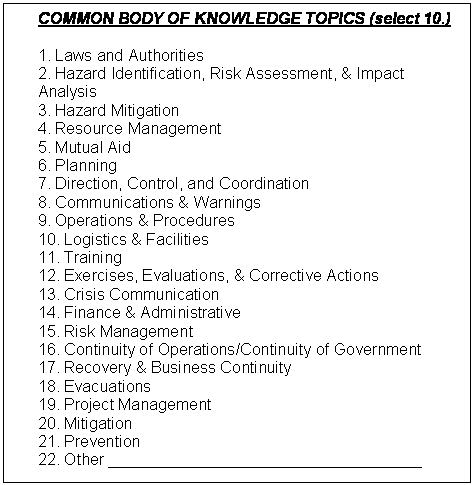 COMMON BODY OF KNOWLEDGE TOPICS (select 10.)
1. Laws and Authorities
2. Hazard Identification, Risk Assessment, & Impact
Analysis
3. Hazard Mitigation
4. Resource Management
5. Mutual Aid
6. Planning
7. Direction, Control, and Coordination
8. Communications & Warnings
9. Operations & Procedures
10. Logistics & Facilities
11. Training
12. Exercises, Evaluations, & Corrective Actions
13. Crisis Communication
14. Finance & Administrative
15. Risk Management
16. Continuity of Operations/Continuity of Government
17. Recovery & Business Continuity
18. Evacuations
19. Project Management
20. Mitigation
21. Prevention
22. Other ___________________________________